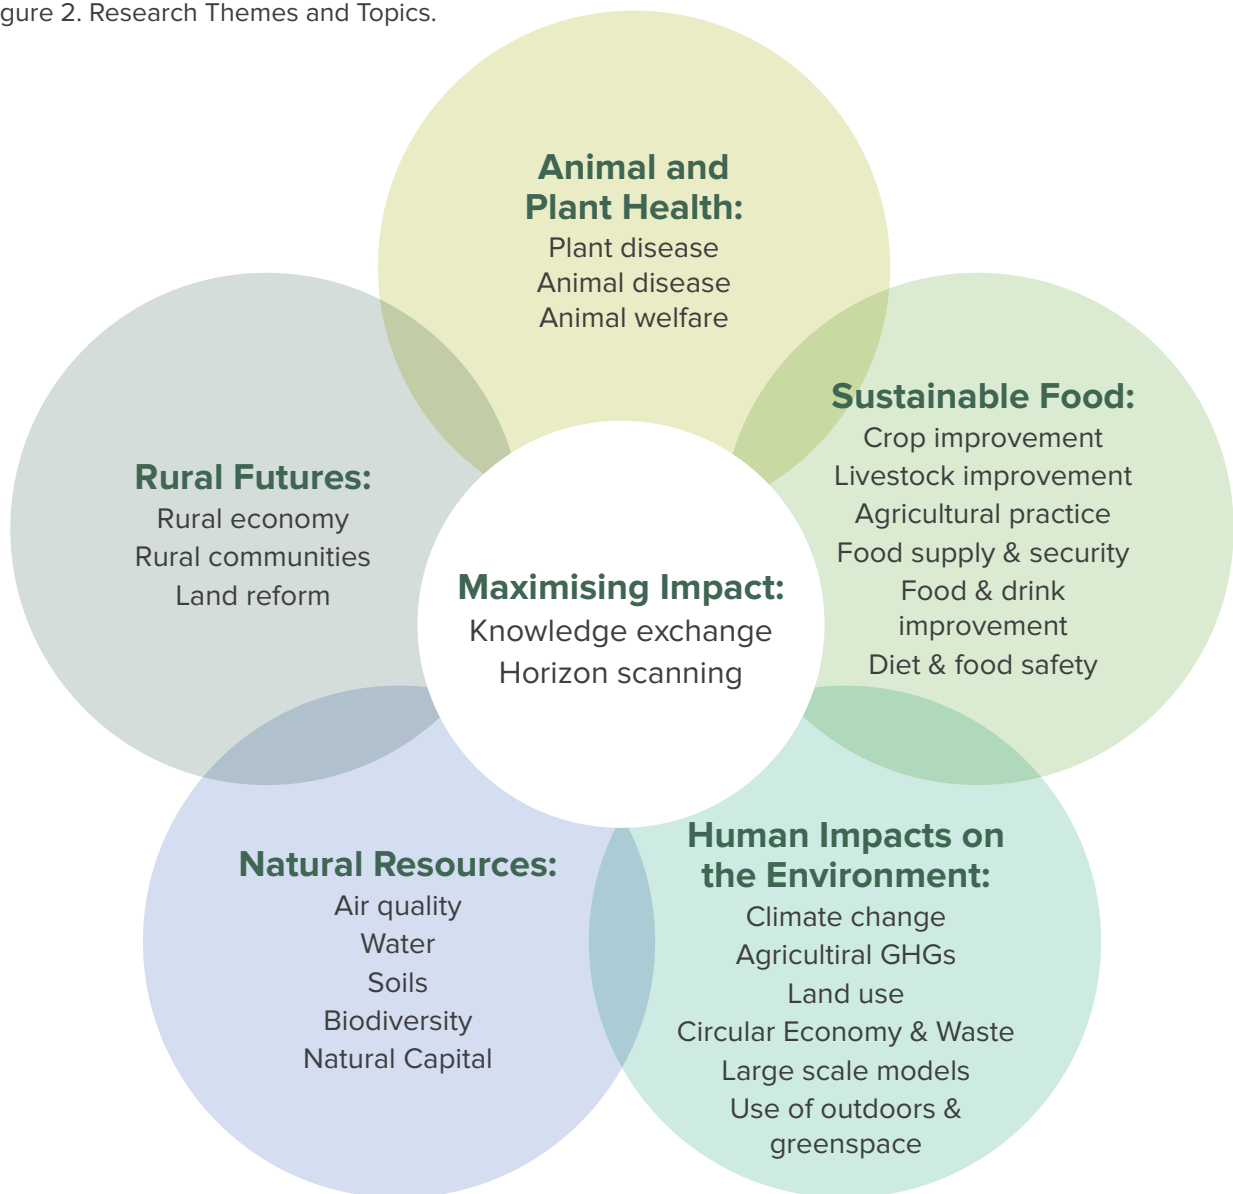 gure 2. Research Themes and Topics.
Animal and
Plant Health:
Plant disease
Animal disease
Animal welfare
Sustainable Food:
Crop improvement
Livestock improvement
Agricultural practice
Food supply & security
Food & drink
improvement
Diet & food safety
Rural Futures:
Rural economy
Rural communities
Land reform
Maximising Impact:
Knowledge exchange
Horizon scanning
Natural Resources:
Air quality
Water
Soils
Biodiversity
Natural Capital
Human Impacts on
the Environment:
Climate change
Agricultiral GHGs
Land use
Circular Economy & Waste
Large scale models
Use of outdoors &
greenspace